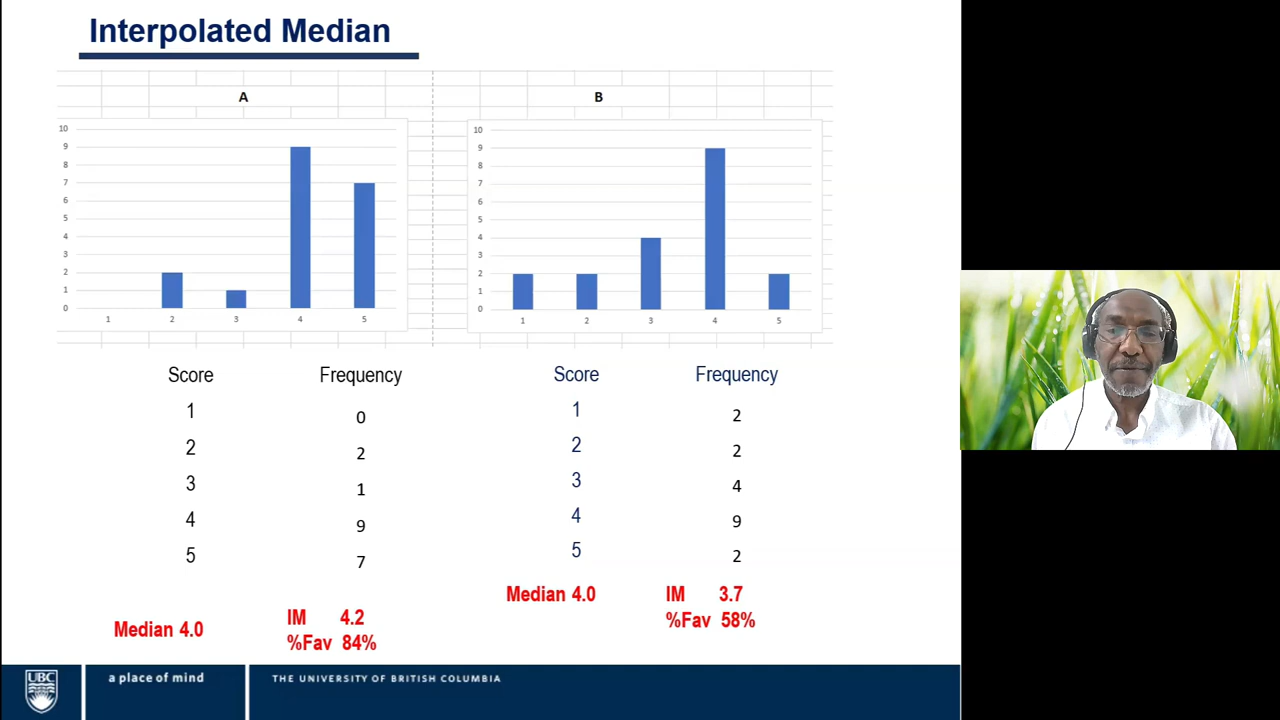 Interpolated Median
A
10
9
8
7
6
5
4
3
2
1
0
1 2 3 4 5
B
10
9
8
7
6
5
4
3
2
1
0
1 2 3 4 5
Score Frequency
1 0
2 2
3 1
4 9
5 7
Median 4.0
IM 4.2
%Fav 84%
Score Frequency
1 2
2 2
3 4
4 9
5 2
Median 4.0
IM 3.7
%Fav 58%
UBC
a place of mind
THE UNIVERSITY OF BRITISH COLUMBIA